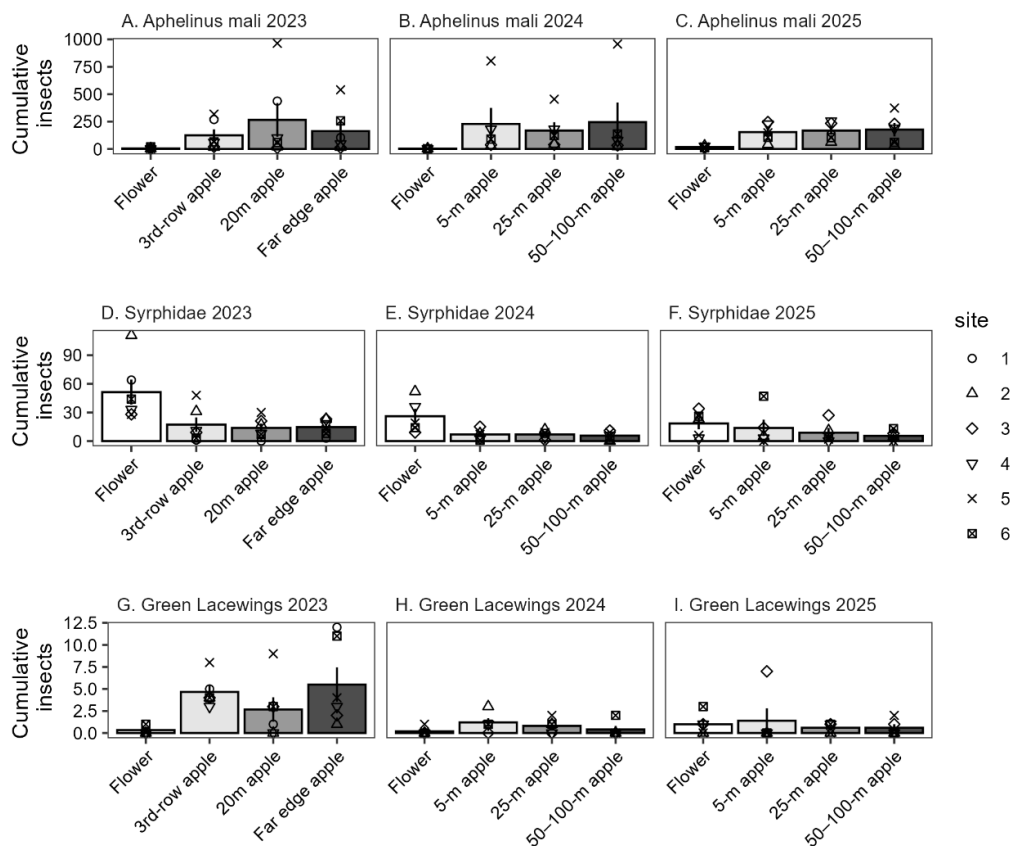 A. Aphelinus mali 2023
B. Aphelinus mali 2024
C. Aphelinus mali 2025
Cumulative
insects
1000
750
500
250
0
Flower
3rd-row apple
20m apple
Far edge apple
Flower
5-m apple
25-m apple
50–100-m apple
Flower
5-m apple
25-m apple
50–100-m apple
D. Syrphidae 2023
E. Syrphidae 2024
F. Syrphidae 2025
Cumulative
insects
90
60
30
0
Flower
3rd-row apple
20m apple
Far edge apple
Flower
5-m apple
25-m apple
50–100-m apple
Flower
5-m apple
25-m apple
50–100-m apple
site
1
2
3
4
5
6
G. Green Lacewings 2023
H. Green Lacewings 2024
I. Green Lacewings 2025
Cumulative
insects
12.5
10.0
7.5
5.0
2.5
0.0
Flower
3rd-row apple
20m apple
Far edge apple
Flower
5-m apple
25-m apple
50–100-m apple
Flower
5-m apple
25-m apple
50–100-m apple